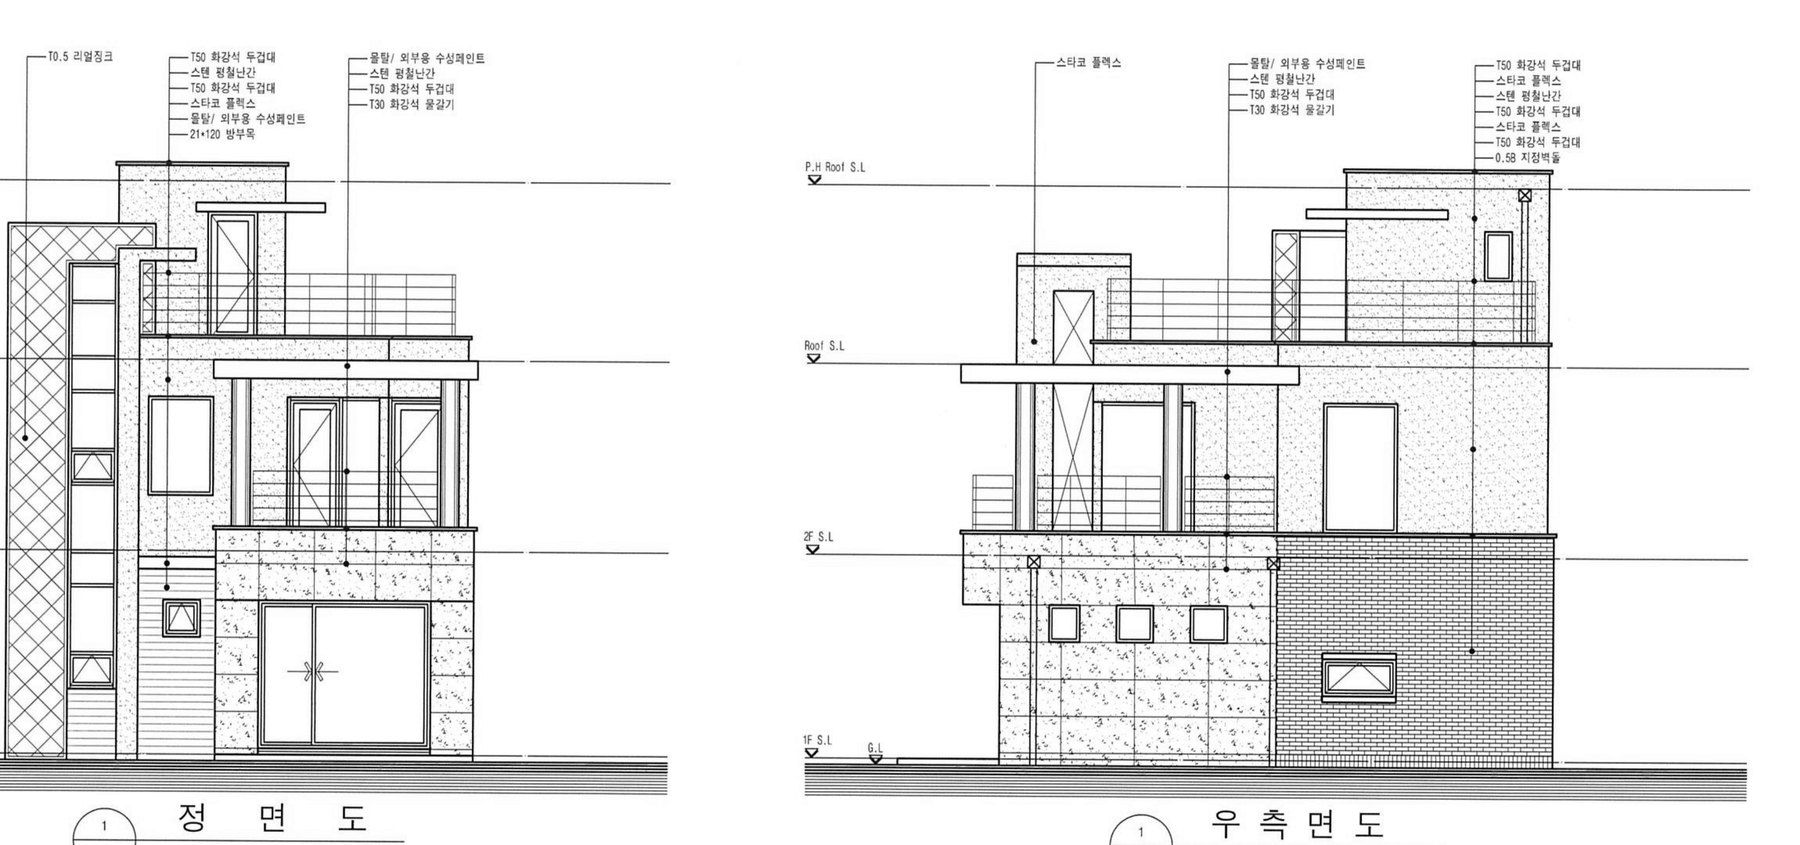 T0.5 리얼징크
T50 화강석 두겁대
스텐 평철난간
T50 화강석 두겁대
스타코 플렉스
몰탈/ 외부용 수성페인트
21*120 방부목
몰탈/ 외부용 수성페인트
스텐 평철난간
T50 화강석 두겁대
T30 화강석 물갈기
1
정 면 도
스타코 플렉스
몰탈/ 외부용 수성페인트
스텐 평철난간
T50 화강석 두겁대
T30 화강석 물갈기
T50 화강석 두겁대
스타코 플렉스
스텐 평철난간
T50 화강석 두겁대
스타코 플렉스
T50 화강석 두겁대
0.5B 지정벽돌
P.H Roof S.L
Roof S.L
2F S.L
1F S.L
G.L
1
우 측 면 도